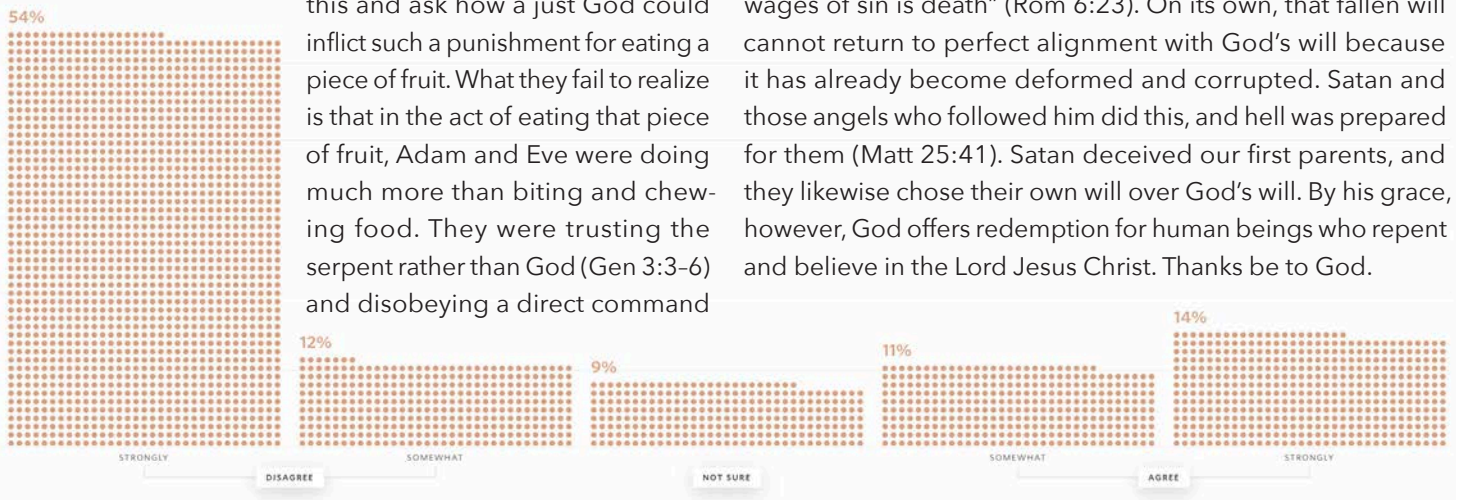 54%
this and ask how a just God could
inflict such a punishment for eating a
piece of fruit. What they fail to realize
is that in the act of eating that piece
of fruit, Adam and Eve were doing
much more than biting and chew-
ing food. They were trusting the
serpent rather than God (Gen 3:3–6)
and disobeying a direct command
wages of sin is death” (Rom 6:23). On its own, that fallen will
cannot return to perfect alignment with God’s will because
it has already become deformed and corrupted. Satan and
those angels who followed him did this, and hell was prepared
for them (Matt 25:41). Satan deceived our first parents, and
they likewise chose their own will over God’s will. By his grace,
however, God offers redemption for human beings who repent
and believe in the Lord Jesus Christ. Thanks be to God.
12%
9%
11%
14%
STRONGLY
SOMEWHAT
SOMEWHAT
STRONGLY
DISAGREE
NOT SURE
AGREE